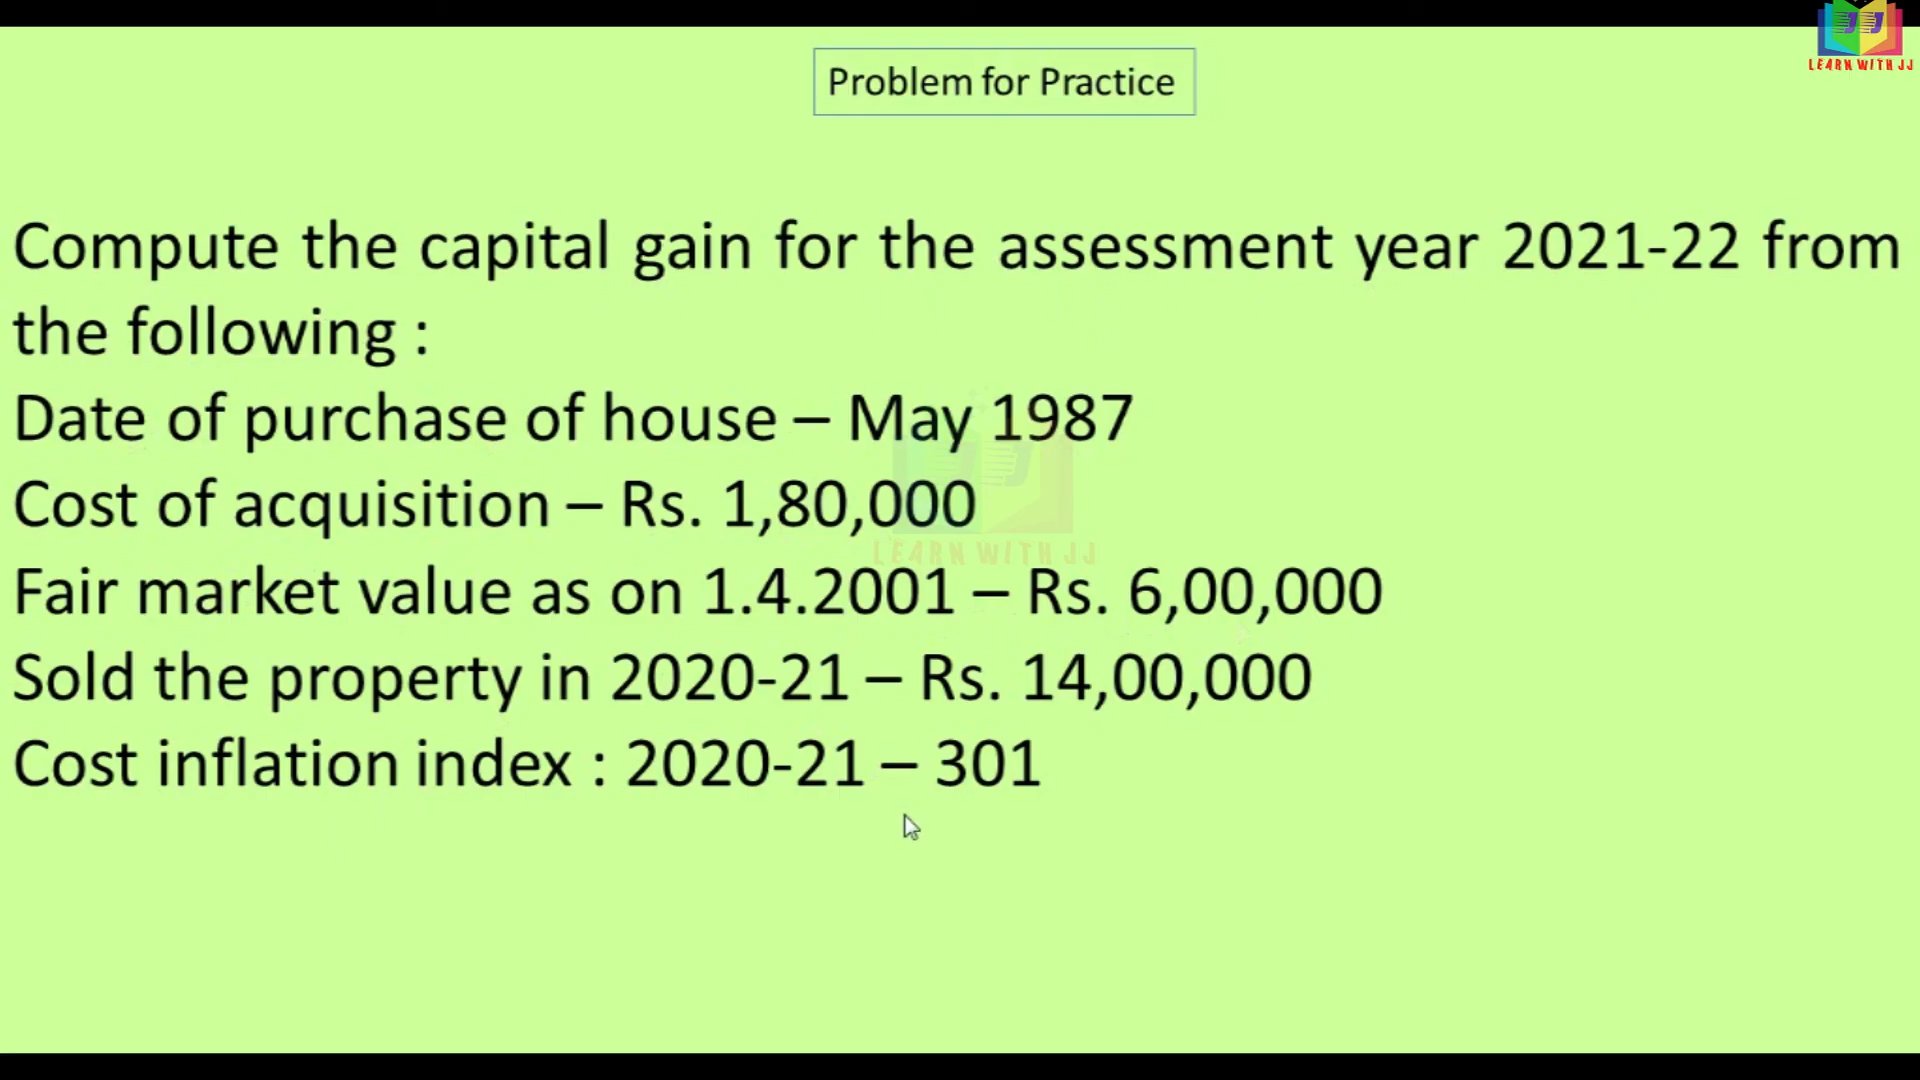 LEARN WITH JJ
Problem for Practice
Compute the capital gain for the assessment year 2021-22 from
the following :
Date of purchase of house – May 1987
Cost of acquisition – Rs. 1,80,000
LEARN WITH JJ
Fair market value as on 1.4.2001 – Rs. 6,00,000
Sold the property in 2020-21 – Rs. 14,00,000
Cost inflation index : 2020-21 – 301